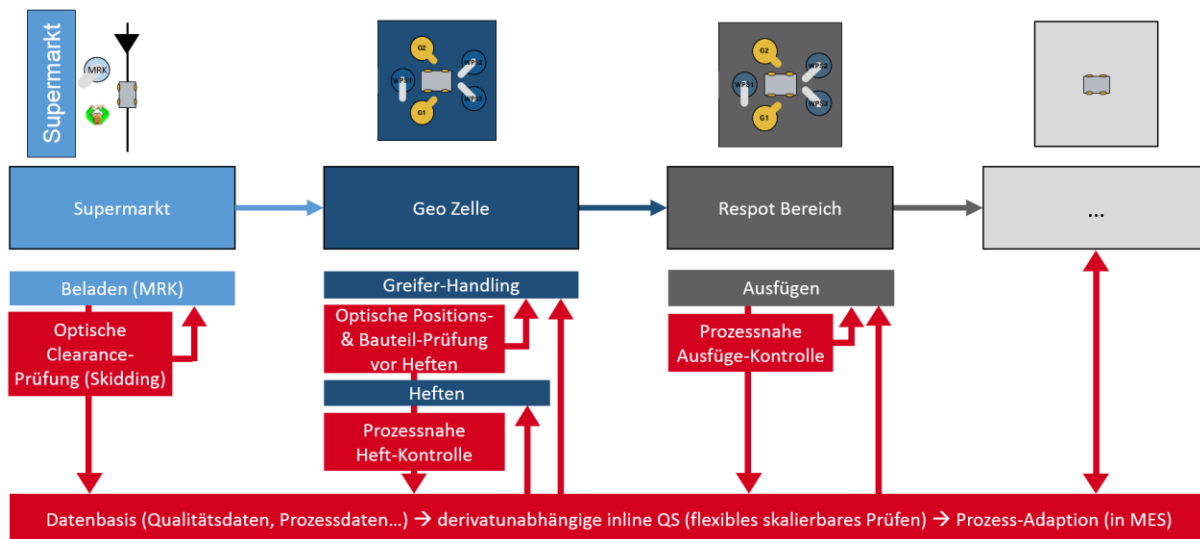 Supermarkt
MRK
G2
WPS1
WPS2
WPS3
G1
G2
WPS1
WPS2
WPS3
G1
Supermarkt
Geo Zelle
Respot Bereich
...
Beladen (MRK)
Optische
Clearance-
Prüfung (Skidding)
Greifer-Handling
Optische Positions-
& Bauteil-Prüfung
vor Heften
Heften
Prozessnahe
Heft-Kontrolle
Ausfügen
Prozessnahe
Ausfüge-Kontrolle
Datenbasis (Qualitätsdaten, Prozessdaten...) → derivatunabhängige inline QS (flexibles skalierbares Prüfen) → Prozess-Adaption (in MES)